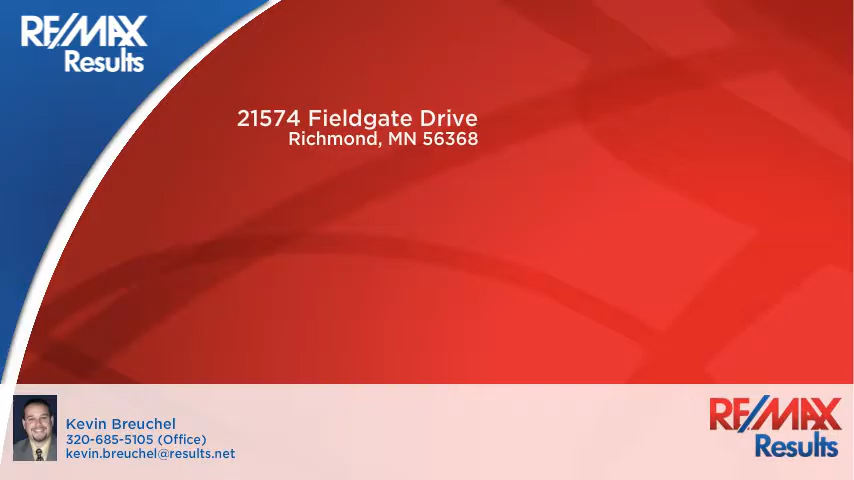 RE/MAX
Results
21574 Fieldgate Drive
Richmond, MN 56368
Kevin Breuchel
320-685-5105 (Office)
kevin.breuchel@results.net
RE/MAX
Results